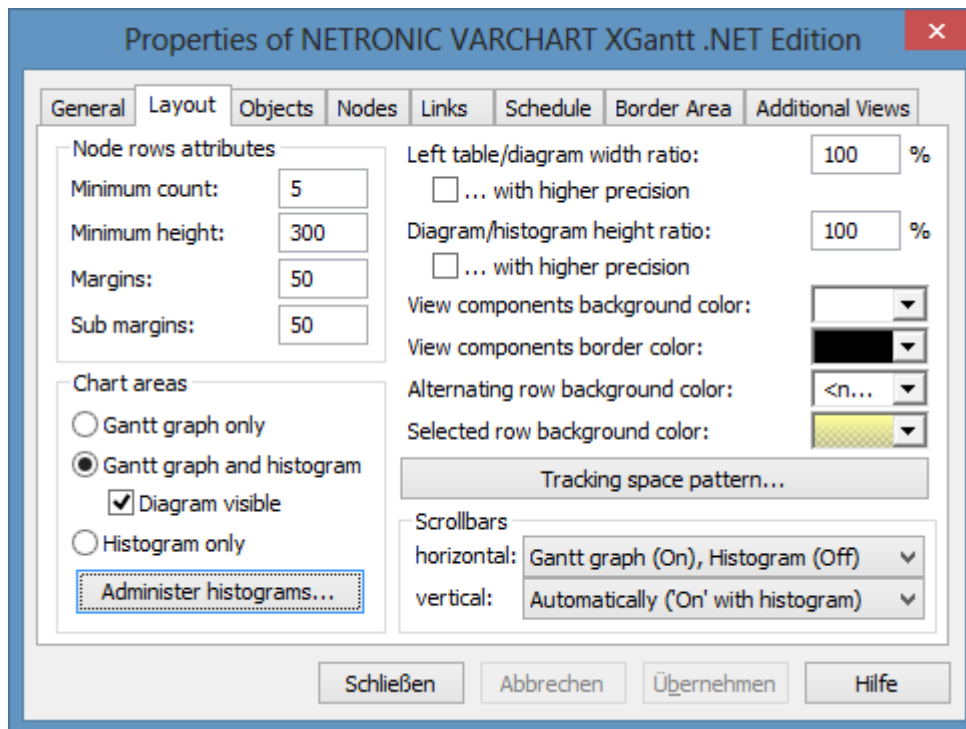 Properties of NETRONIC VARCHART XGantt .NET Edition
General Layout Objects Nodes Links Schedule Border Area Additional Views
Node rows attributes
Minimum count: 5
Minimum height: 300
Margins: 50
Sub margins: 50
Chart areas
Gantt graph only
Gantt graph and histogram
Diagram visible
Histogram only
Administer histograms...
Left table/diagram width ratio: 100 %
... with higher precision
Diagram/histogram height ratio: 100 %
... with higher precision
View components background color:
View components border color:
Alternating row background color: <n...
Selected row background color:
Tracking space pattern...
Scrollbars
horizontal: Gantt graph (On), Histogram (Off)
vertical: Automatically ('On' with histogram)
Schließen Abbrechen Übernehmen Hilfe